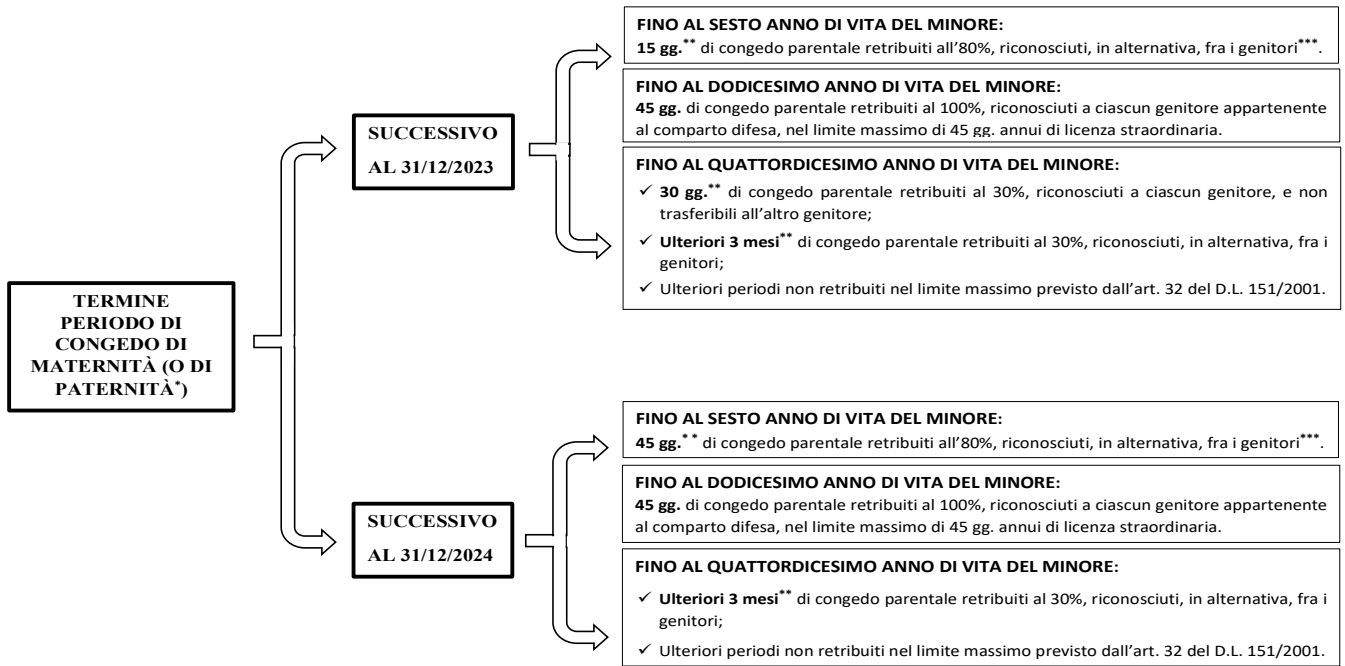 FINO AL SESTO ANNO DI VITA DEL MINORE:
15 gg.** di congedo parentale retribuiti all'80%, riconosciuti, in alternativa, fra i genitori***.
FINO AL DODICESIMO ANNO DI VITA DEL MINORE:
45 gg. di congedo parentale retribuiti al 100%, riconosciuti a ciascun genitore appartenente
al comparto difesa, nel limite massimo di 45 gg. annui di licenza straordinaria.
SUCCESSIVO
AL 31/12/2023
FINO AL QUATTORDICESIMO ANNO DI VITA DEL MINORE:
✓ 30 gg.** di congedo parentale retribuiti al 30%, riconosciuti a ciascun genitore, e non
trasferibili all'altro genitore;
✓ Ulteriori 3 mesi** di congedo parentale retribuiti al 30%, riconosciuti, in alternativa, fra i
genitori;
✓ Ulteriori periodi non retribuiti nel limite massimo previsto dall'art. 32 del D.L. 151/2001.
TERMINE
PERIODO DI
CONGEDO DI
MATERNITÀ (O DI
PATERNITÀ*)
FINO AL SESTO ANNO DI VITA DEL MINORE:
45 gg.* * di congedo parentale retribuiti all'80%, riconosciuti, in alternativa, fra i genitori***.
FINO AL DODICESIMO ANNO DI VITA DEL MINORE:
45 gg. di congedo parentale retribuiti al 100%, riconosciuti a ciascun genitore appartenente
al comparto difesa, nel limite massimo di 45 gg. annui di licenza straordinaria.
SUCCESSIVO
AL 31/12/2024
FINO AL QUATTORDICESIMO ANNO DI VITA DEL MINORE:
✓ Ulteriori 3 mesi** di congedo parentale retribuiti al 30%, riconosciuti, in alternativa, fra i
genitori;
✓ Ulteriori periodi non retribuiti nel limite massimo previsto dall'art. 32 del D.L. 151/2001.